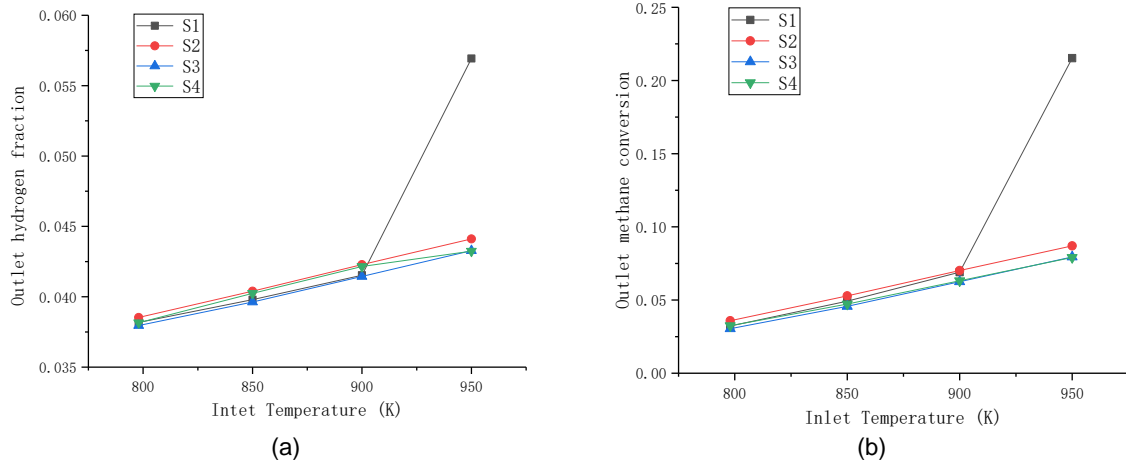 S1
S2
S3
S4
0.060
0.055
0.050
0.045
0.040
0.035
Outlet hydrogen fraction
800
850
900
950
Intet Temperature (K)
(a)
S1
S2
S3
S4
0.25
0.20
0.15
0.10
0.05
0.00
Outlet methane conversion
800
850
900
950
Inlet Temperature (K)
(b)